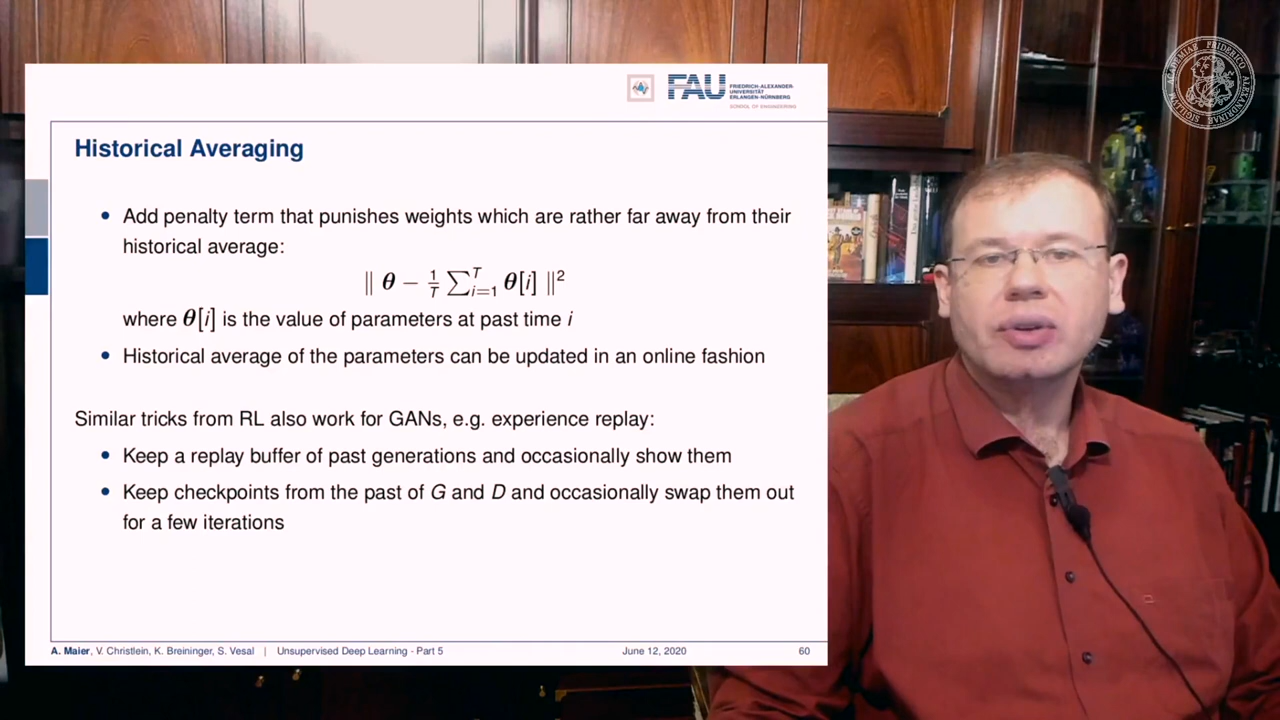 FAU
FRIEDRICH-ALEXANDER-
UNIVERSITÄT
ERLANGEN-NÜRNBERG
SCHOOL OF ENGINEERING
Historical Averaging
• Add penalty term that punishes weights which are rather far away from their
historical average:
‖ θ − 1/T ∑ᵀᵢ₌₁ θ[i] ‖²
where θ[i] is the value of parameters at past time i
• Historical average of the parameters can be updated in an online fashion
Similar tricks from RL also work for GANs, e.g. experience replay:
• Keep a replay buffer of past generations and occasionally show them
• Keep checkpoints from the past of G and D and occasionally swap them out
for a few iterations
A. Maier, V. Christlein, K. Breininger, S. Vesal | Unsupervised Deep Learning - Part 5 June 12, 2020 60